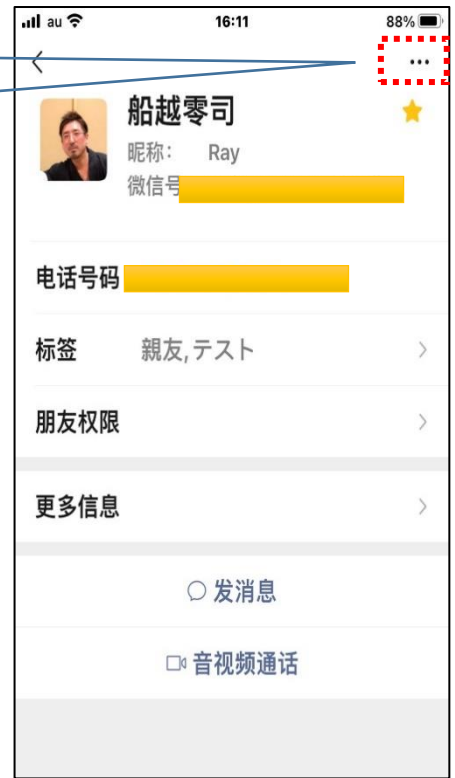 au 16:11 88%
船越零司
昵称： Ray
微信号
电话号码
标签 親友,テスト
朋友权限
更多信息
发消息
音视频通话